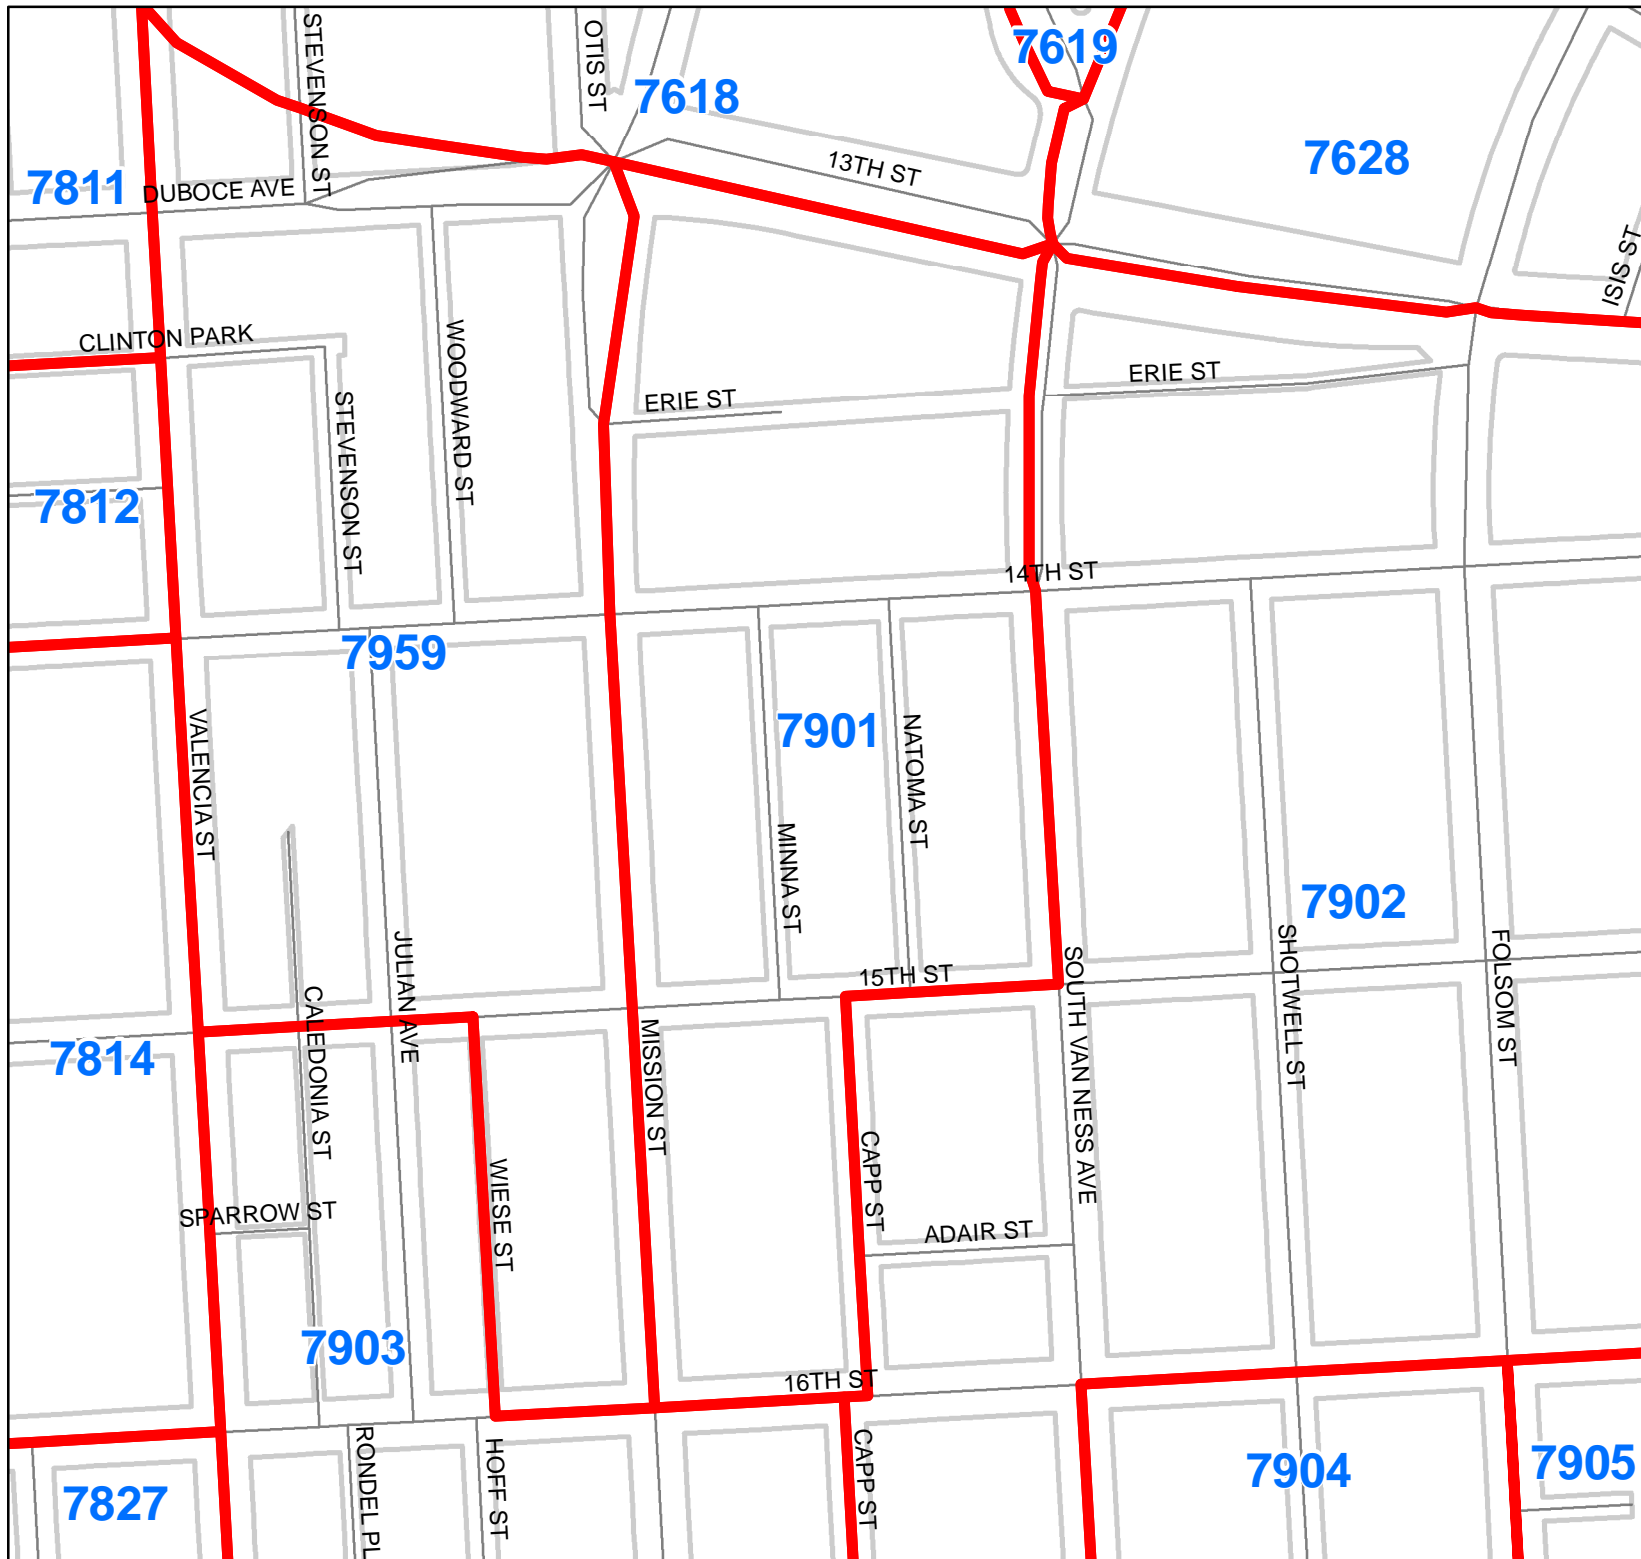 STEVENSON ST
OTIS ST
7619
7618
13TH ST
7628
7811
DUBOCE AVE
ISIS ST
CLINTON PARK
WOODWARD ST
ERIE ST
ERIE ST
STEVENSON ST
7812
14TH ST
7959
VALENCIA ST
7901
NATOMA ST
MINNA ST
7902
JULIAN AVE
15TH ST
SOUTH VAN NESS AVE
SHOTWELL ST
FOLSOM ST
CALEDONIA ST
MISSION ST
7814
CAPP ST
WIESE ST
SPARROW ST
ADAIR ST
7903
16TH ST
RONDEL PL
HOFF ST
CAPP ST
7904
7905
7827